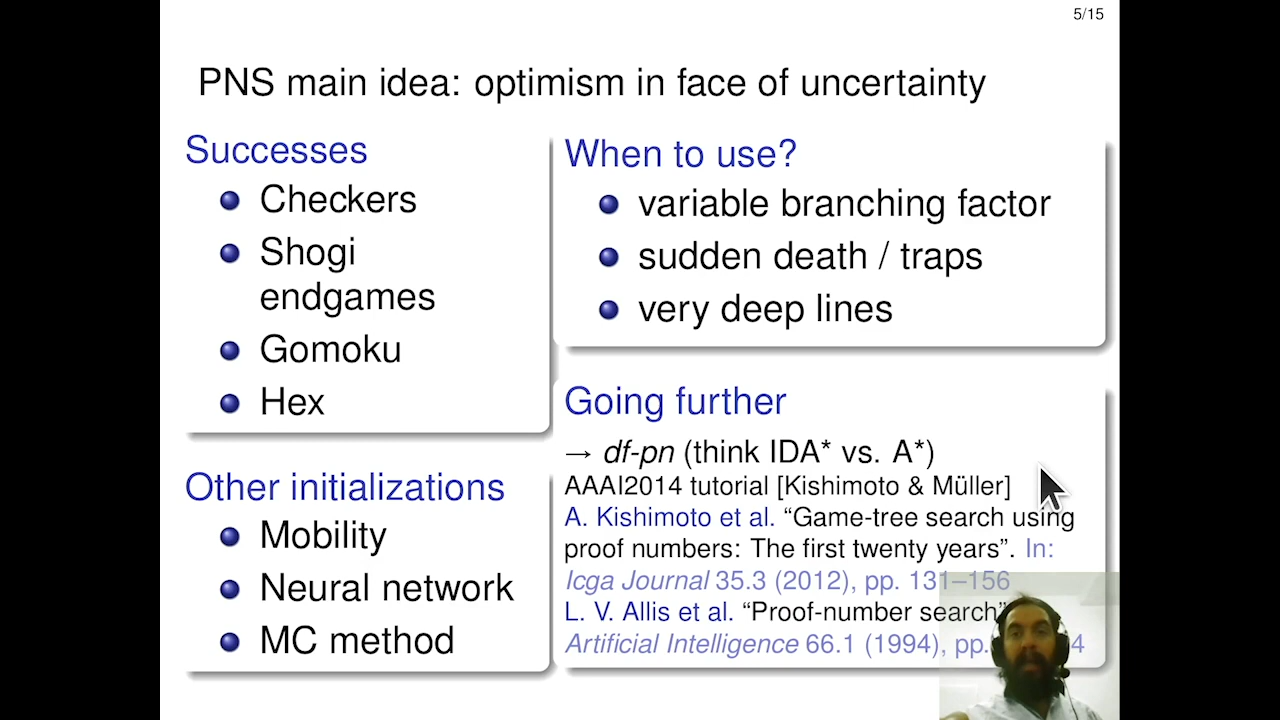 5/15
PNS main idea: optimism in face of uncertainty
Successes
Checkers
Shogi
endgames
Gomoku
Hex
Other initializations
Mobility
Neural network
MC method
When to use?
variable branching factor
sudden death / traps
very deep lines
Going further
→ df-pn (think IDA* vs. A*)
AAAI2014 tutorial [Kishimoto & Müller]
A. Kishimoto et al. “Game-tree search using
proof numbers: The first twenty years”. In:
Icga Journal 35.3 (2012), pp. 131–156
L. V. Allis et al. “Proof-number search”
Artificial Intelligence 66.1 (1994), pp.